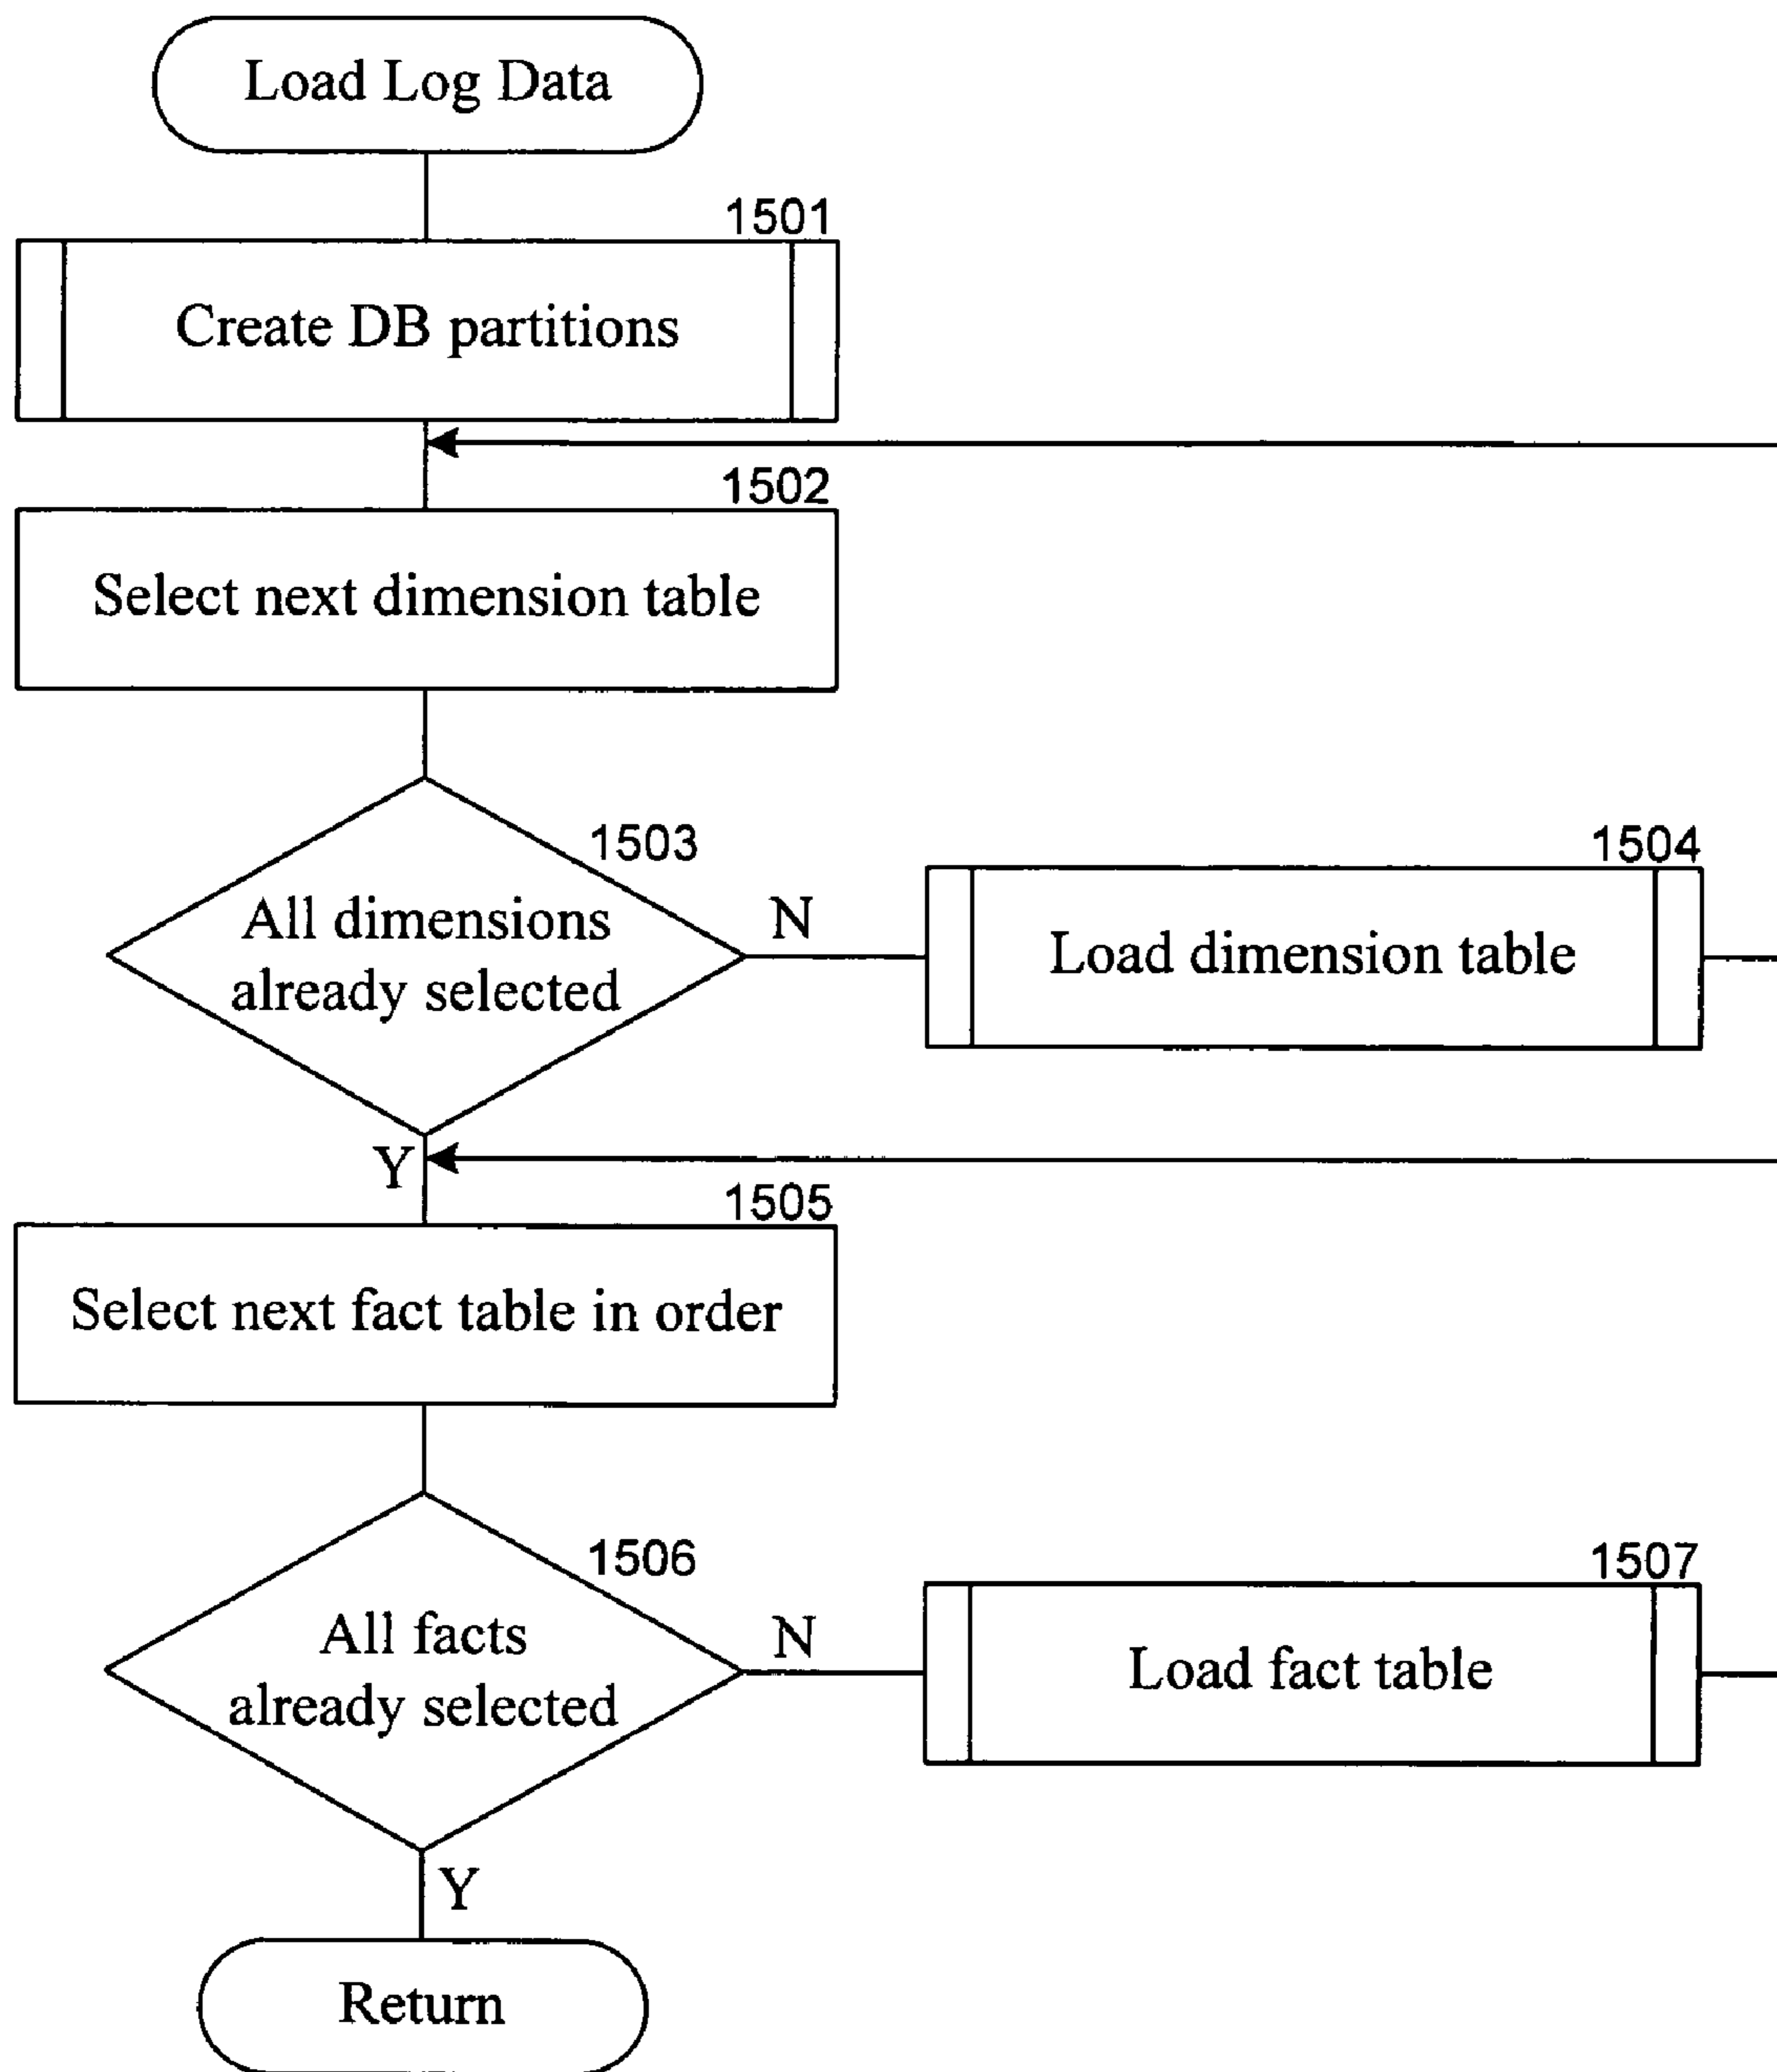 Load Log Data
1501
Create DB partitions
1502
Select next dimension table
1503
All dimensions
already selected
N
1504
Load dimension table
Y
1505
Select next fact table in order
1506
All facts
already selected
N
1507
Load fact table
Y
Return